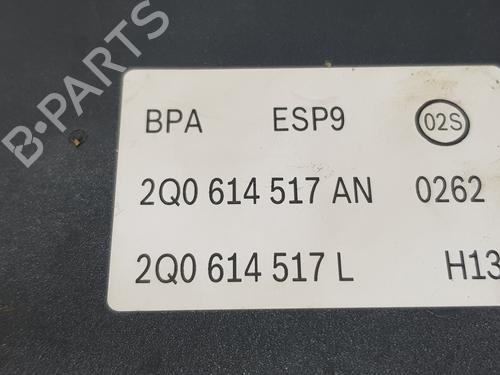 B-PARTS
BPA ESP9 02S
2Q0 614 517 AN 0262
2Q0 614 517 L H13